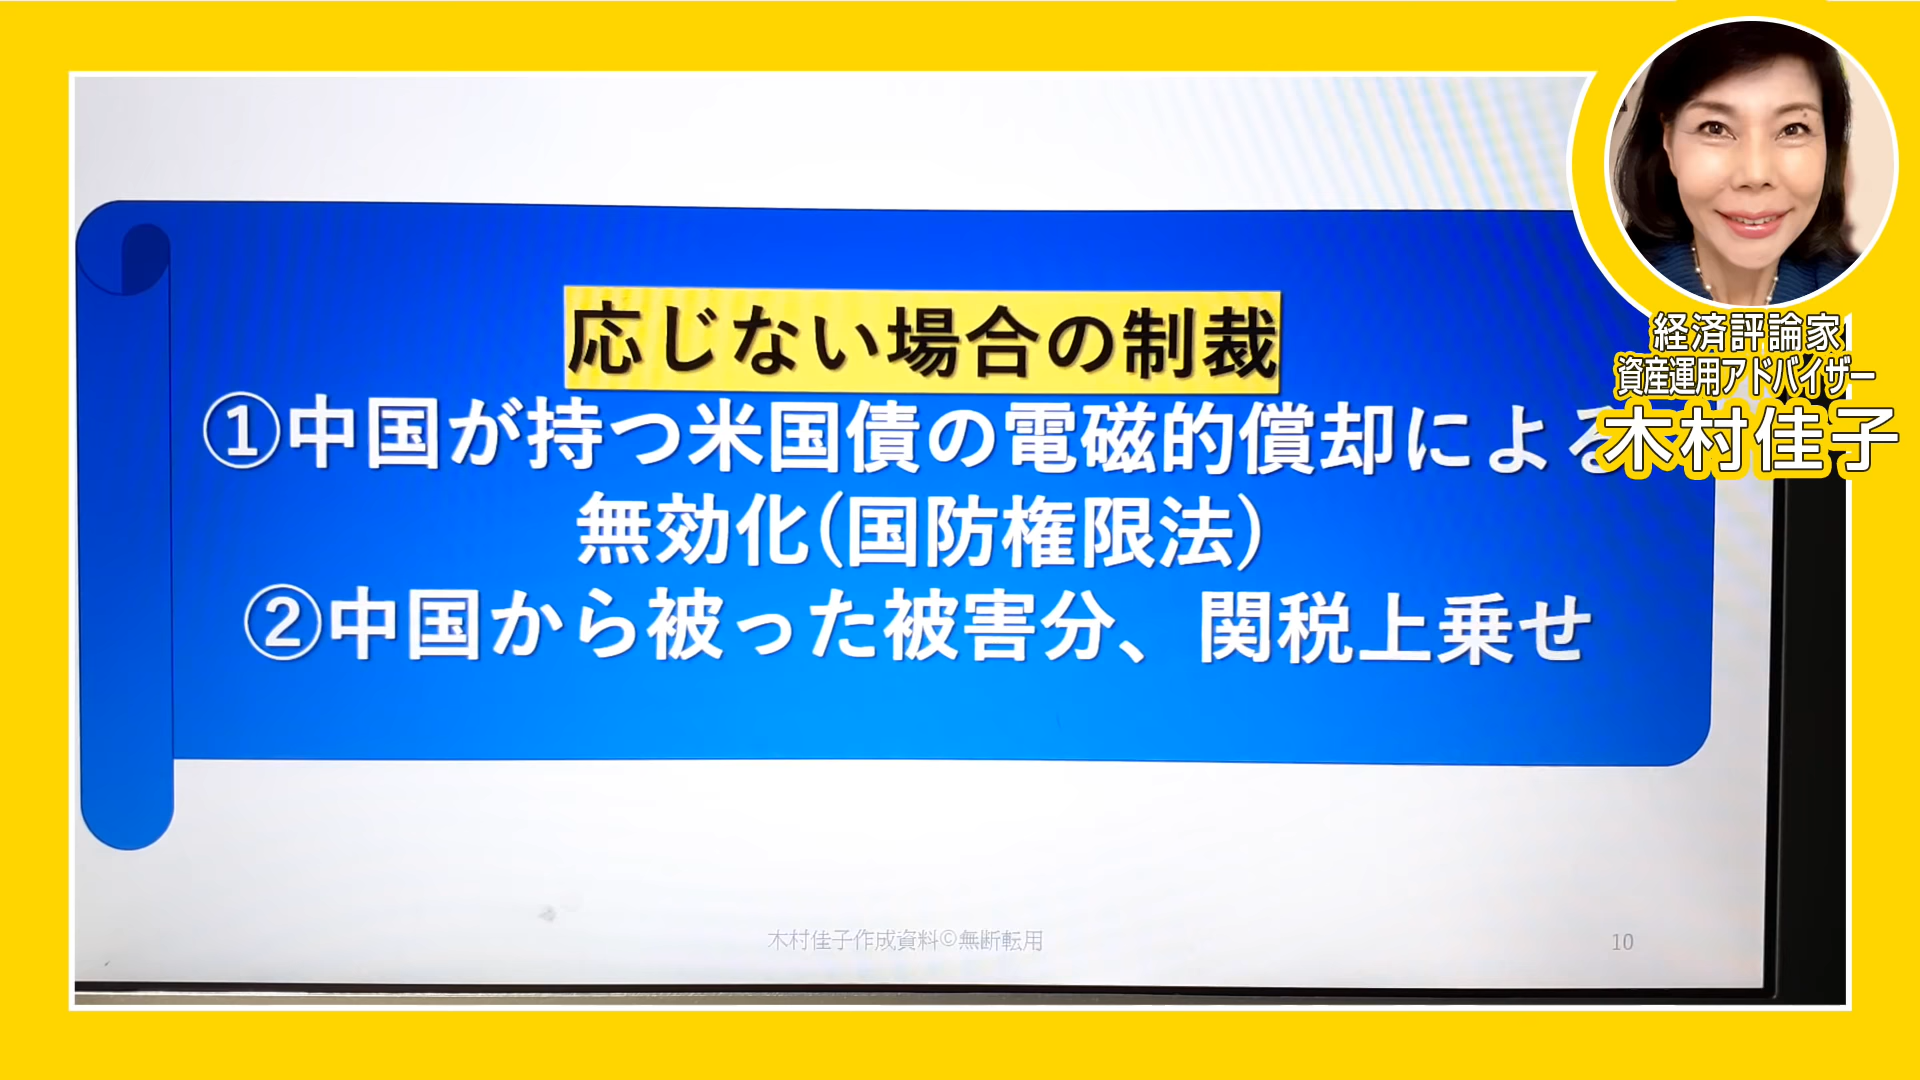 応じない場合の制裁
①中国が持つ米国債の電磁的償却による
無効化(国防権限法)
②中国から被った被害分、関税上乗せ
木村佳子作成資料©無断転用
10
経済評論家
資産運用アドバイザー
木村佳子